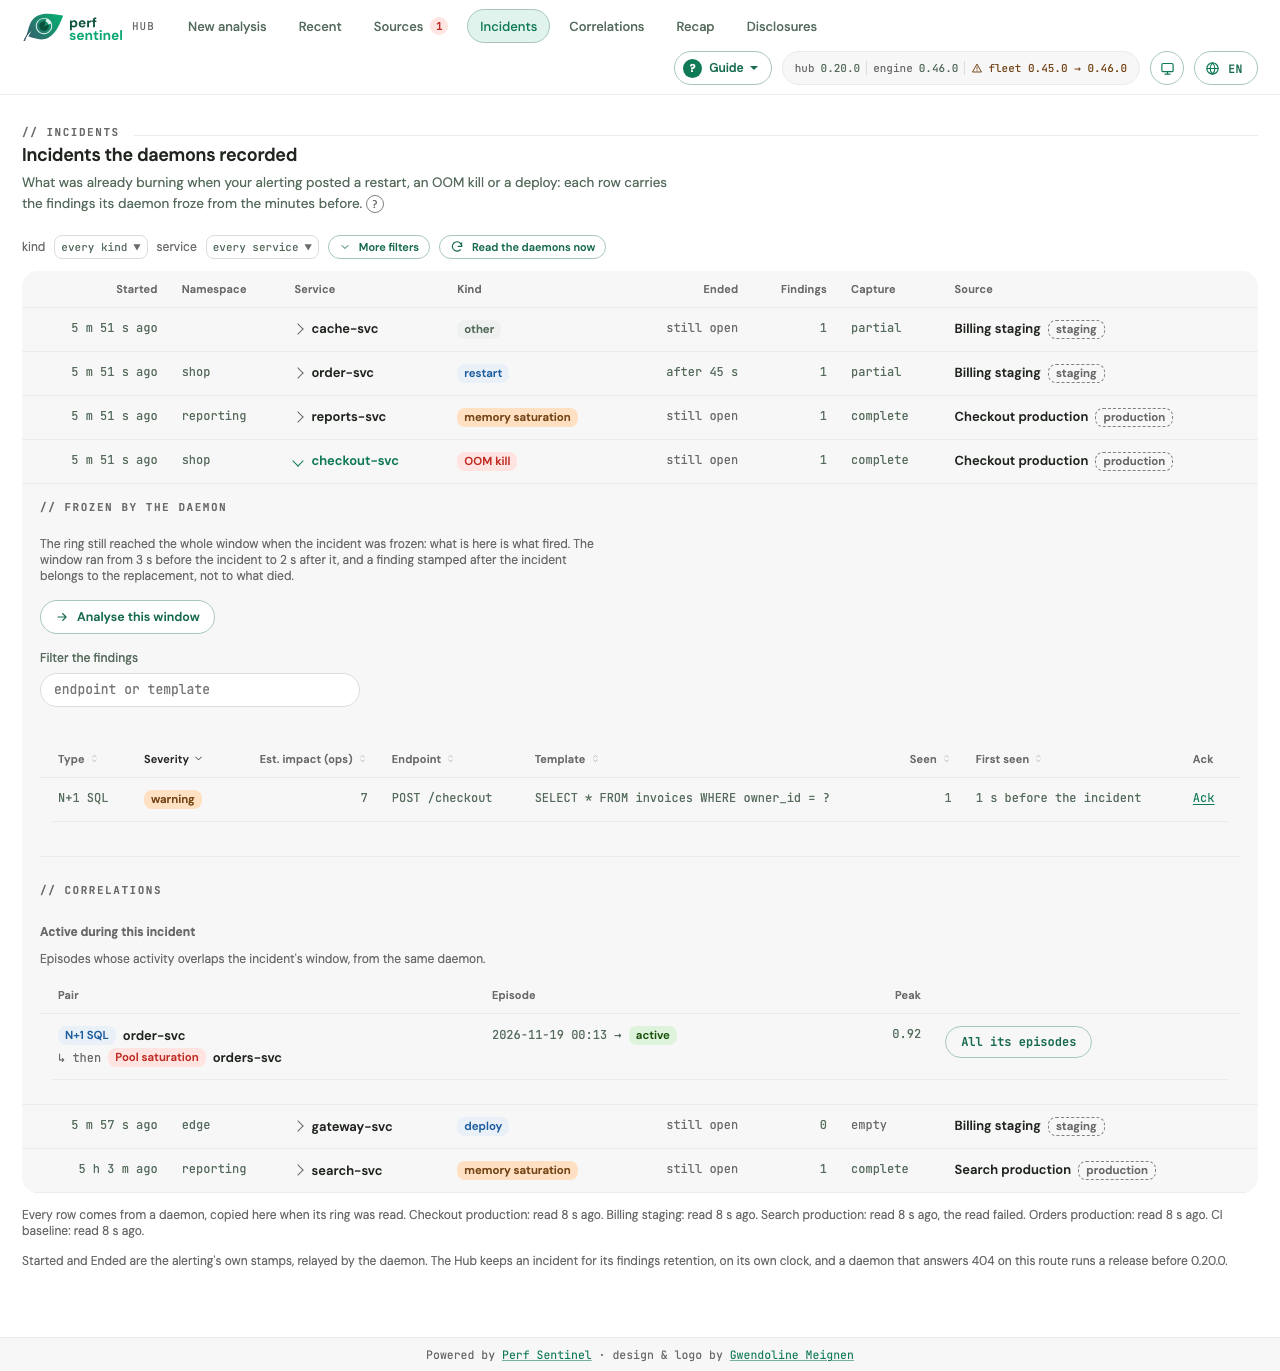 perf sentinel HUB New analysis Recent Sources 1 Incidents Correlations Recap Disclosures
? Guide hub 0.20.0 engine 0.46.0 fleet 0.45.0 → 0.46.0 EN
// INCIDENTS
Incidents the daemons recorded
What was already burning when your alerting posted a restart, an OOM kill or a deploy: each row carries
the findings its daemon froze from the minutes before. ?
kind every kind ▼ service every service ▼ More filters Read the daemons now
Started Namespace Service Kind Ended Findings Capture Source
5 m 51 s ago cache-svc other still open 1 partial Billing staging staging
5 m 51 s ago shop order-svc restart after 45 s 1 partial Billing staging staging
5 m 51 s ago reporting reports-svc memory saturation still open 1 complete Checkout production production
5 m 51 s ago shop checkout-svc OOM kill still open 1 complete Checkout production production
// FROZEN BY THE DAEMON
The ring still reached the whole window when the incident was frozen: what is here is what fired. The
window ran from 3 s before the incident to 2 s after it, and a finding stamped after the incident
belongs to the replacement, not to what died.
→ Analyse this window
Filter the findings
endpoint or template
Type Severity Est. impact (ops) Endpoint Template Seen First seen Ack
N+1 SQL warning 7 POST /checkout SELECT * FROM invoices WHERE owner_id = ? 1 1 s before the incident Ack
// CORRELATIONS
Active during this incident
Episodes whose activity overlaps the incident's window, from the same daemon.
Pair Episode Peak
N+1 SQL order-svc 2026-11-19 00:13 → active 0.92 All its episodes
↳ then Pool saturation orders-svc
5 m 57 s ago edge gateway-svc deploy still open 0 empty Billing staging staging
5 h 3 m ago reporting search-svc memory saturation still open 1 complete Search production production
Every row comes from a daemon, copied here when its ring was read. Checkout production: read 8 s ago. Billing staging: read 8 s ago. Search production: read 8 s ago, the read failed. Orders production: read 8 s ago. CI
baseline: read 8 s ago.
Started and Ended are the alerting's own stamps, relayed by the daemon. The Hub keeps an incident for its findings retention, on its own clock, and a daemon that answers 404 on this route runs a release before 0.20.0.
Powered by Perf Sentinel · design & logo by Gwendoline Meignen